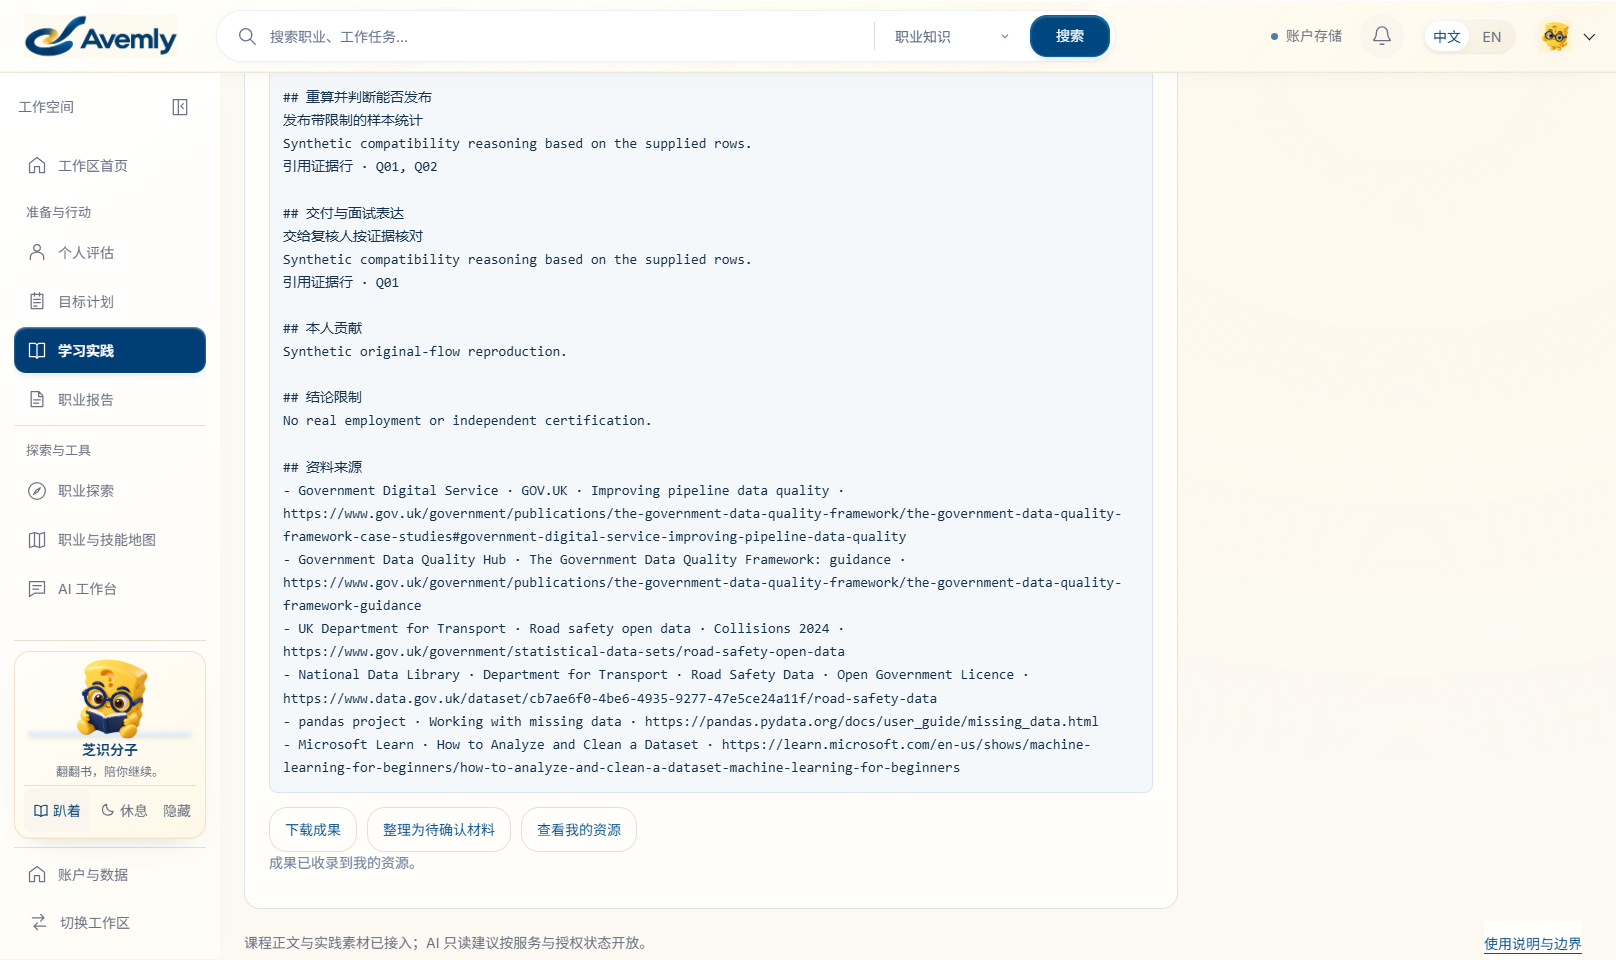 Avemly
搜索职业、工作任务...
职业知识
搜索
账户存储
中文
EN
工作空间
工作区首页
准备与行动
个人评估
目标计划
学习实践
职业报告
探索与工具
职业探索
职业与技能地图
AI 工作台
芝识分子
翻翻书，陪你继续。
趴着
休息
隐藏
账户与数据
切换工作区
## 重算并判断能否发布
发布带限制的样本统计
Synthetic compatibility reasoning based on the supplied rows.
引用证据行 · Q01, Q02
## 交付与面试表达
交给复核人按证据核对
Synthetic compatibility reasoning based on the supplied rows.
引用证据行 · Q01
## 本人贡献
Synthetic original-flow reproduction.
## 结论限制
No real employment or independent certification.
## 资料来源
- Government Digital Service · GOV.UK · Improving pipeline data quality ·
https://www.gov.uk/government/publications/the-government-data-quality-framework/the-government-data-quality-
framework-case-studies#government-digital-service-improving-pipeline-data-quality
- Government Data Quality Hub · The Government Data Quality Framework: guidance ·
https://www.gov.uk/government/publications/the-government-data-quality-framework/the-government-data-quality-
framework-guidance
- UK Department for Transport · Road safety open data · Collisions 2024 ·
https://www.gov.uk/government/statistical-data-sets/road-safety-open-data
- National Data Library · Department for Transport · Road Safety Data · Open Government Licence ·
https://www.data.gov.uk/dataset/cb7ae6f0-4be6-4935-9277-47e5ce24a11f/road-safety-data
- pandas project · Working with missing data · https://pandas.pydata.org/docs/user_guide/missing_data.html
- Microsoft Learn · How to Analyze and Clean a Dataset · https://learn.microsoft.com/en-us/shows/machine-
learning-for-beginners/how-to-analyze-and-clean-a-dataset-machine-learning-for-beginners
下载成果
整理为待确认材料
查看我的资源
成果已收录到我的资源。
课程正文与实践素材已接入；AI 只读建议按服务与授权状态开放。
使用说明与边界